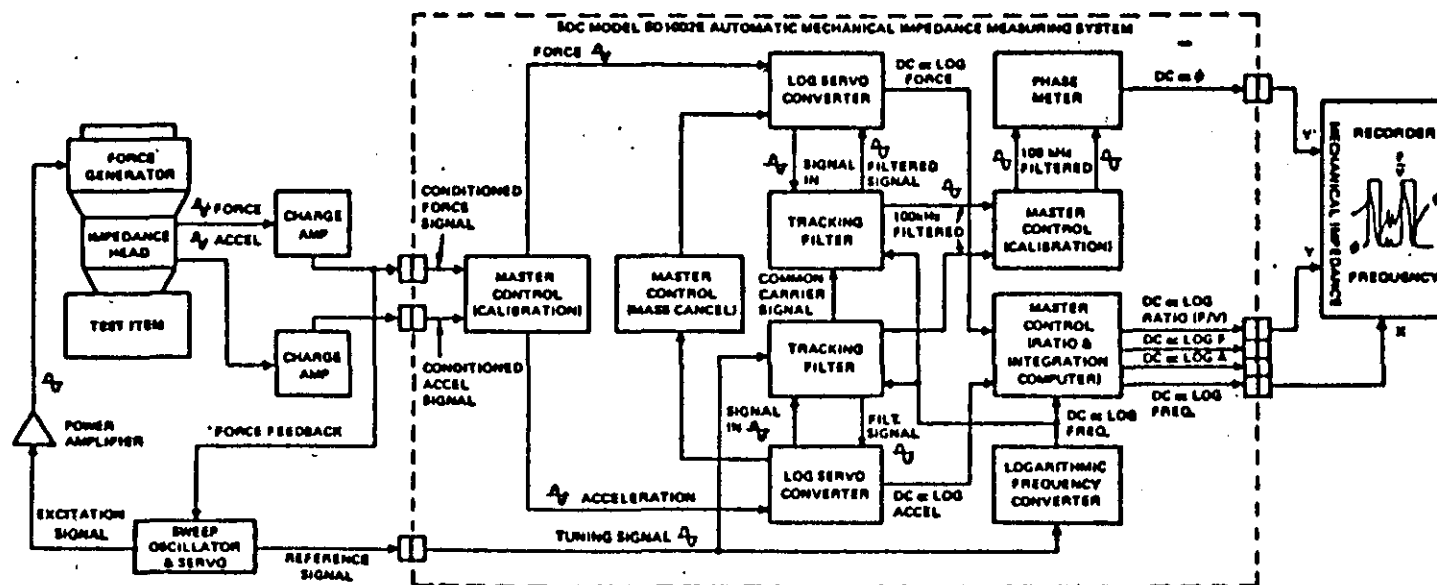 AUTOMATIC MECHANICAL IMPEDANCE MEASURING SYSTEM
FORCE
GENERATOR
IMPEDANCE
HEAD
TEST ITEM
FORCE
ACCEL
CHARGE
AMP
CHARGE
AMP
POWER
AMPLIFIER
EXCITATION
SIGNAL
SWEEP
OSCILLATOR
& SERVO
FORCE FEEDBACK
REFERENCE
SIGNAL
CONDITIONED
FORCE
SIGNAL
CONDITIONED
ACCEL
SIGNAL
MASTER
CONTROL
(CALIBRATION)
FORCE
ACCELERATION
TUNING SIGNAL
MASTER
CONTROL
(MASS CANCEL)
LOG SERVO
CONVERTER
SIGNAL
IN
FILTERED
SIGNAL
TRACKING
FILTER
COMMON
CARRIER
SIGNAL
TRACKING
FILTER
SIGNAL
IN
FILT.
SIGNAL
LOG SERVO
CONVERTER
DC ∝ LOG
FORCE
100kHz
FILTERED
DC ∝ LOG
ACCEL
PHASE
METER
100 kHz
FILTERED
MASTER
CONTROL
(CALIBRATION)
MASTER
CONTROL
(RATIO &
INTEGRATION
COMPUTER)
DC ∝ LOG
FREQ.
LOGARITHMIC
FREQUENCY
CONVERTER
DC ∝ ϕ
DC ∝ LOG
RATIO (F/V)
DC ∝ LOG F
DC ∝ LOG A
DC ∝ LOG
FREQ.
Y'
Y
X
MECHANICAL IMPEDANCE
RECORDER
FREQUENCY